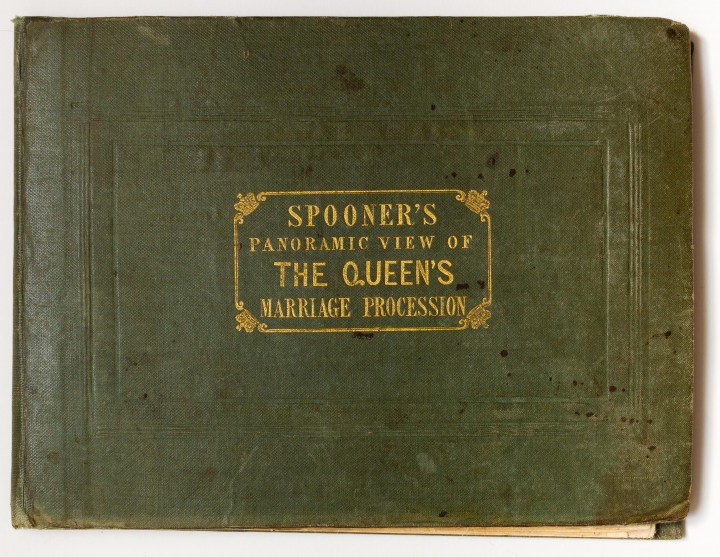 SPOONER'S
PANORAMIC VIEW OF
THE QUEEN'S
MARRIAGE PROCESSION